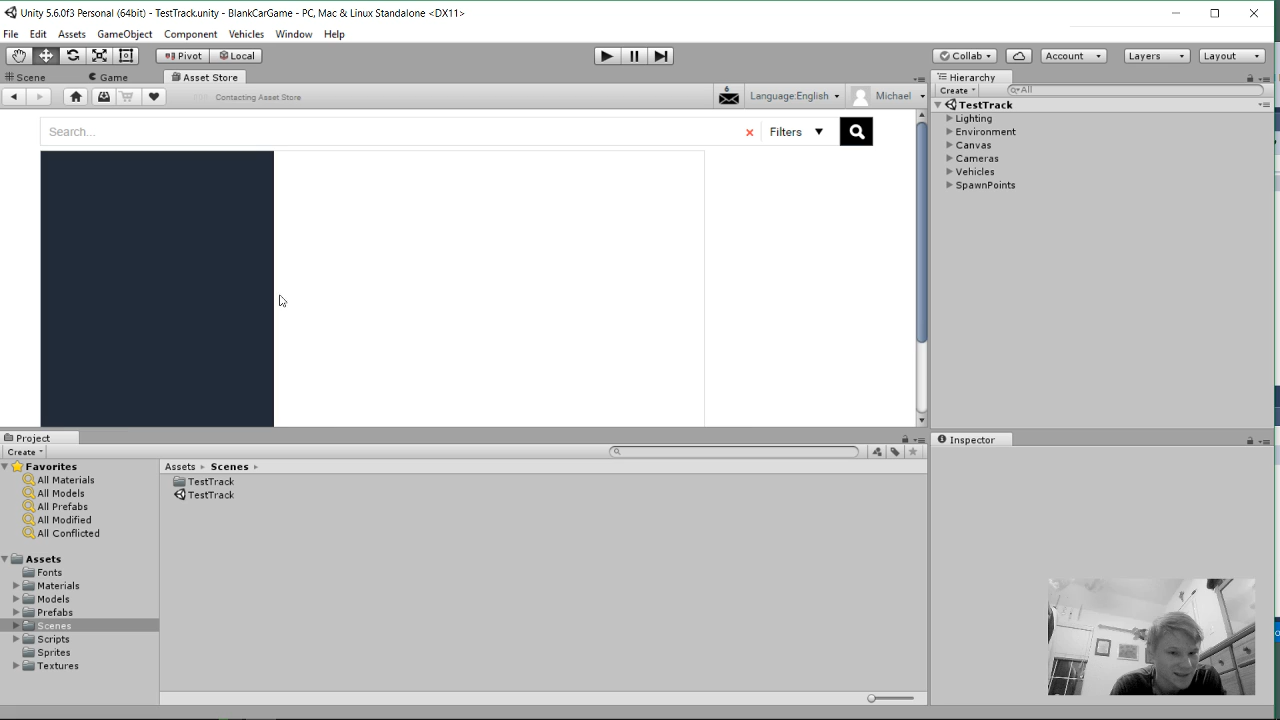 Unity 5.6.0f3 Personal (64bit) - TestTrack.unity - BlankCarGame - PC, Mac & Linux Standalone <DX11>
File Edit Assets GameObject Component Vehicles Window Help
Pivot Local Collab Account Layers Layout
Scene Game Asset Store
Contacting Asset Store 6 Language:English Michael
Search... × Filters
Hierarchy
Create All
TestTrack
Lighting
Environment
Canvas
Cameras
Vehicles
SpawnPoints
Project
Create
Favorites
All Materials
All Models
All Prefabs
All Modified
All Conflicted
Assets
Fonts
Materials
Models
Prefabs
Scenes
Scripts
Sprites
Textures
Assets Scenes
TestTrack
TestTrack
Inspector